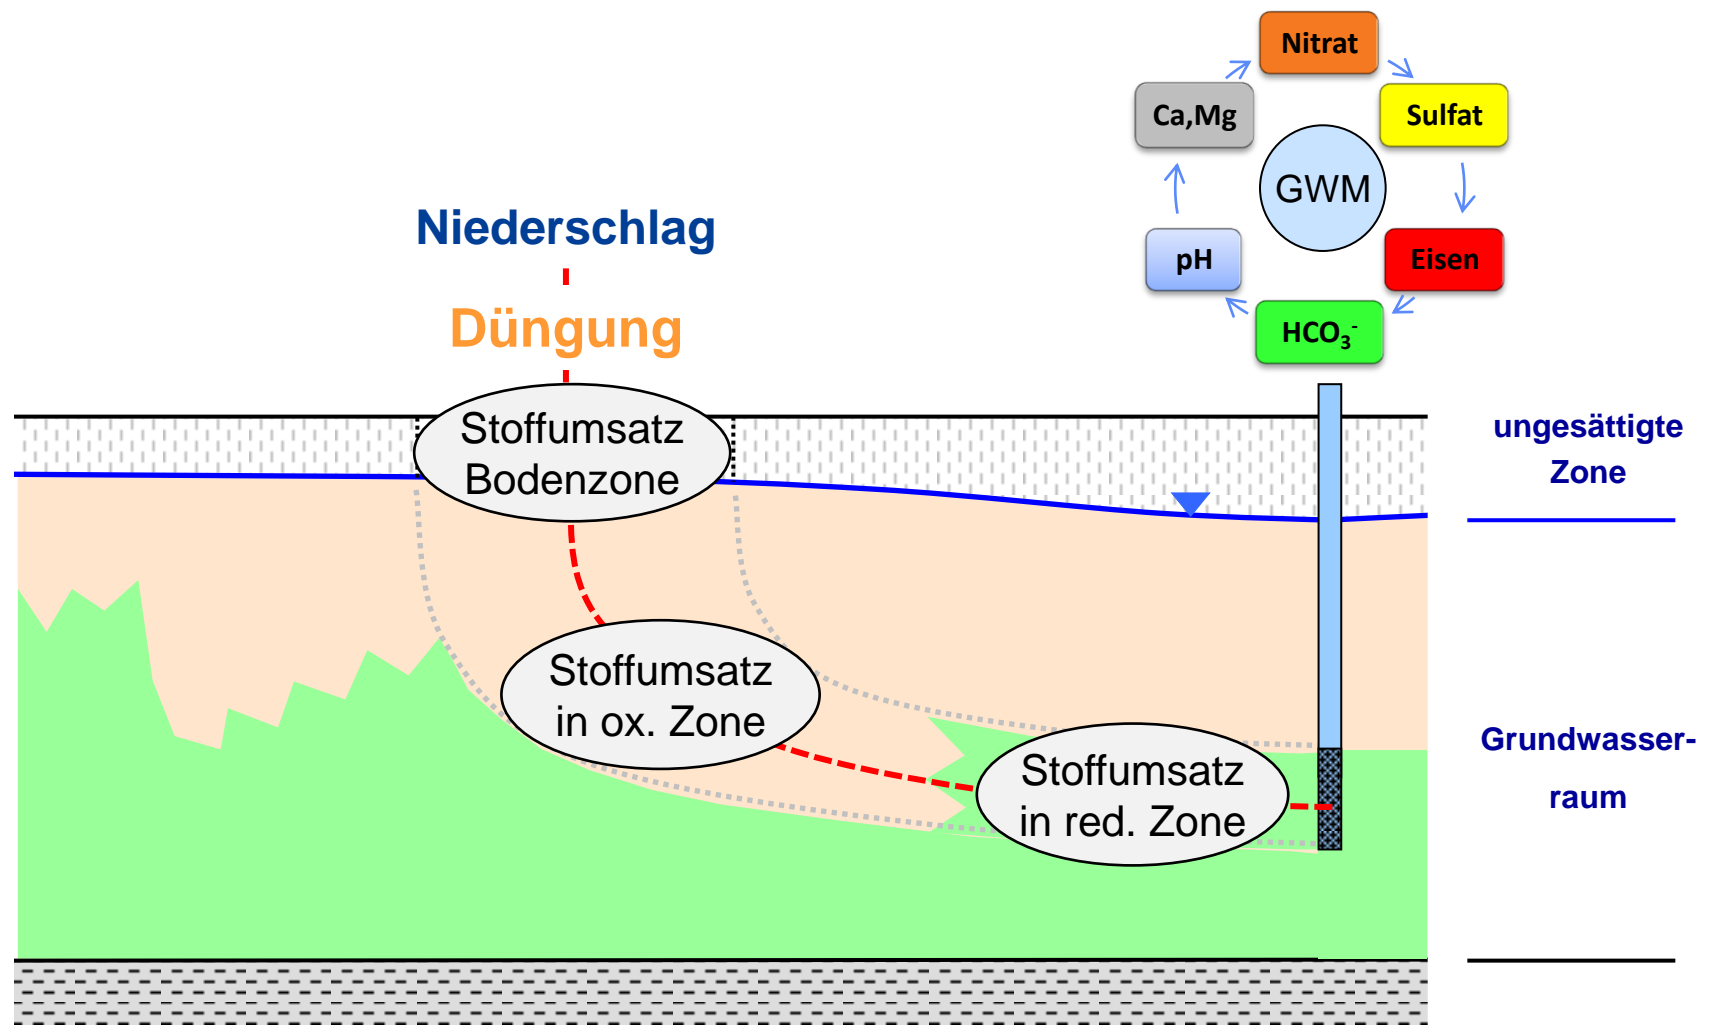 Nitrat
Ca,Mg
Sulfat
GWM
pH
Eisen
HCO₃⁻
Niederschlag
Düngung
Stoffumsatz
Bodenzone
ungesättigte
Zone
Stoffumsatz
in ox. Zone
Stoffumsatz
in red. Zone
Grundwasser-
raum